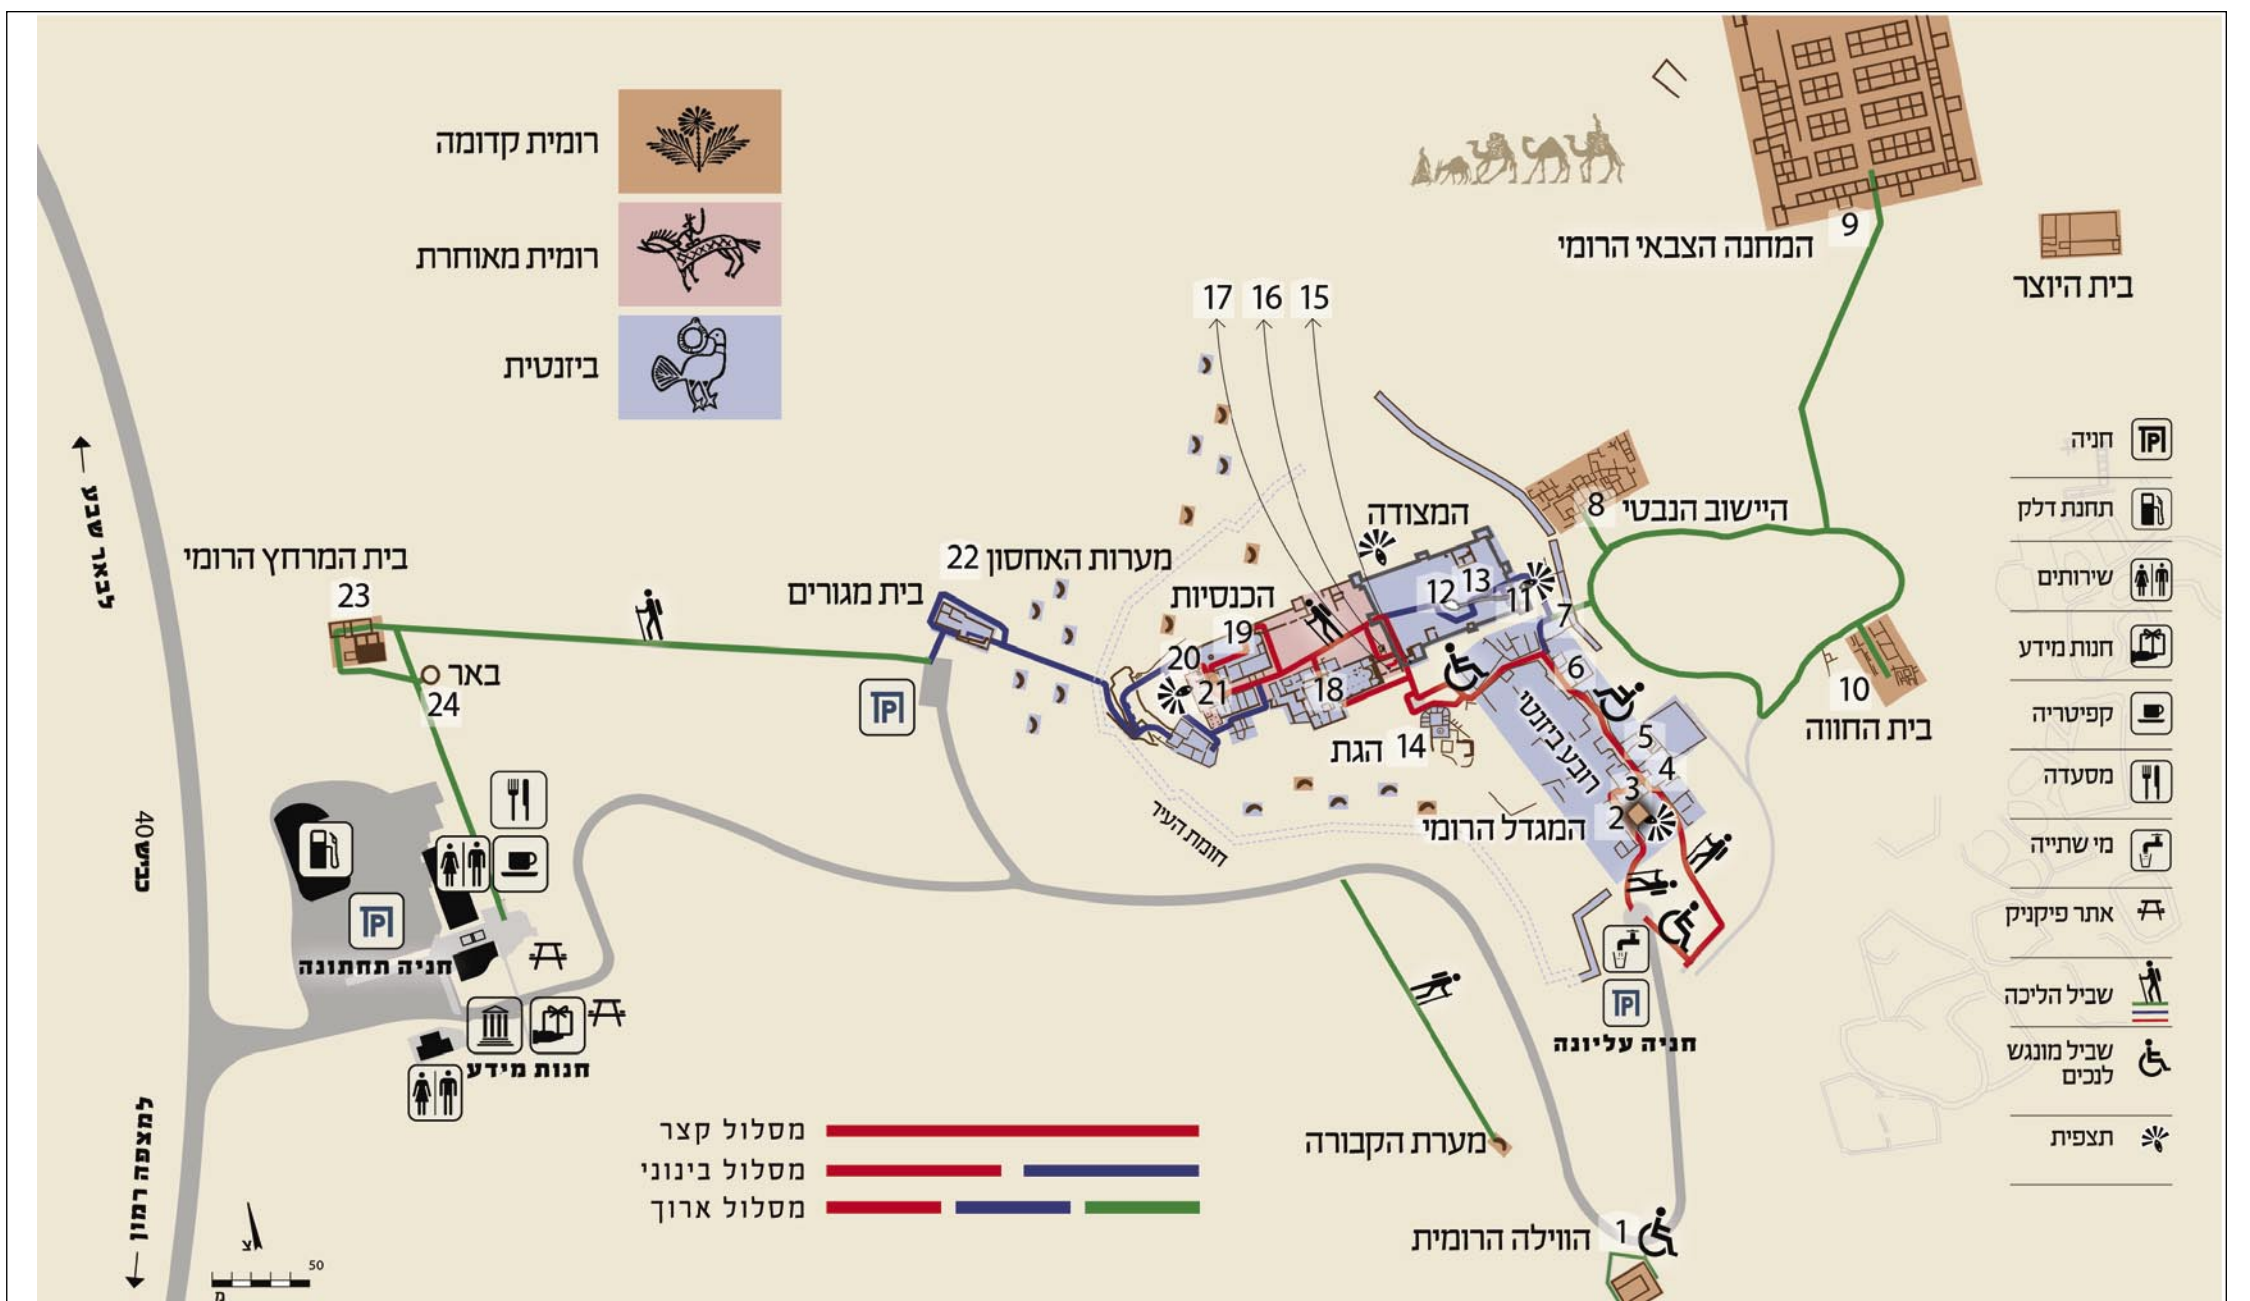 רומית קדומה
רומית מאוחרת
ביזנטית
המחנה הצבאי הרומי
9
בית היוצר
17
16
15
חניה
תחנת דלק
שירותים
חנות מידע
קפיטריה
מסעדה
מי שתייה
אתר פיקניק
שביל הליכה
שביל מונגש
לנכים
תצפית
לבאר שבע
כביש 40
למצפה רמון
היישוב הנבטי
8
המצודה
12
13
11
7
מערות האחסון 22
בית מגורים
הכנסיות
19
20
21
18
בית המרחץ הרומי
23
באר
24
6
5
4
3
2
רובע ביזנטי
10
בית החווה
הגת 14
המגדל הרומי
חומת העיר
חניה תחתונה
חנות מידע
חניה עליונה
מערת הקבורה
הווילה הרומית 1
מסלול קצר
מסלול בינוני
מסלול ארוך
צ
50
מ